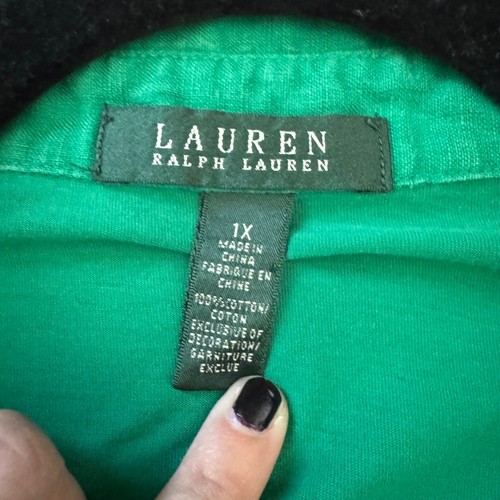 LAUREN
RALPH LAUREN
1X
MADE IN
CHINA
FABRIQUE EN
CHINE
100% COTTON/
COTON
EXCLUSIVE OF
DECORATION/
GARNITURE
EXCLUE